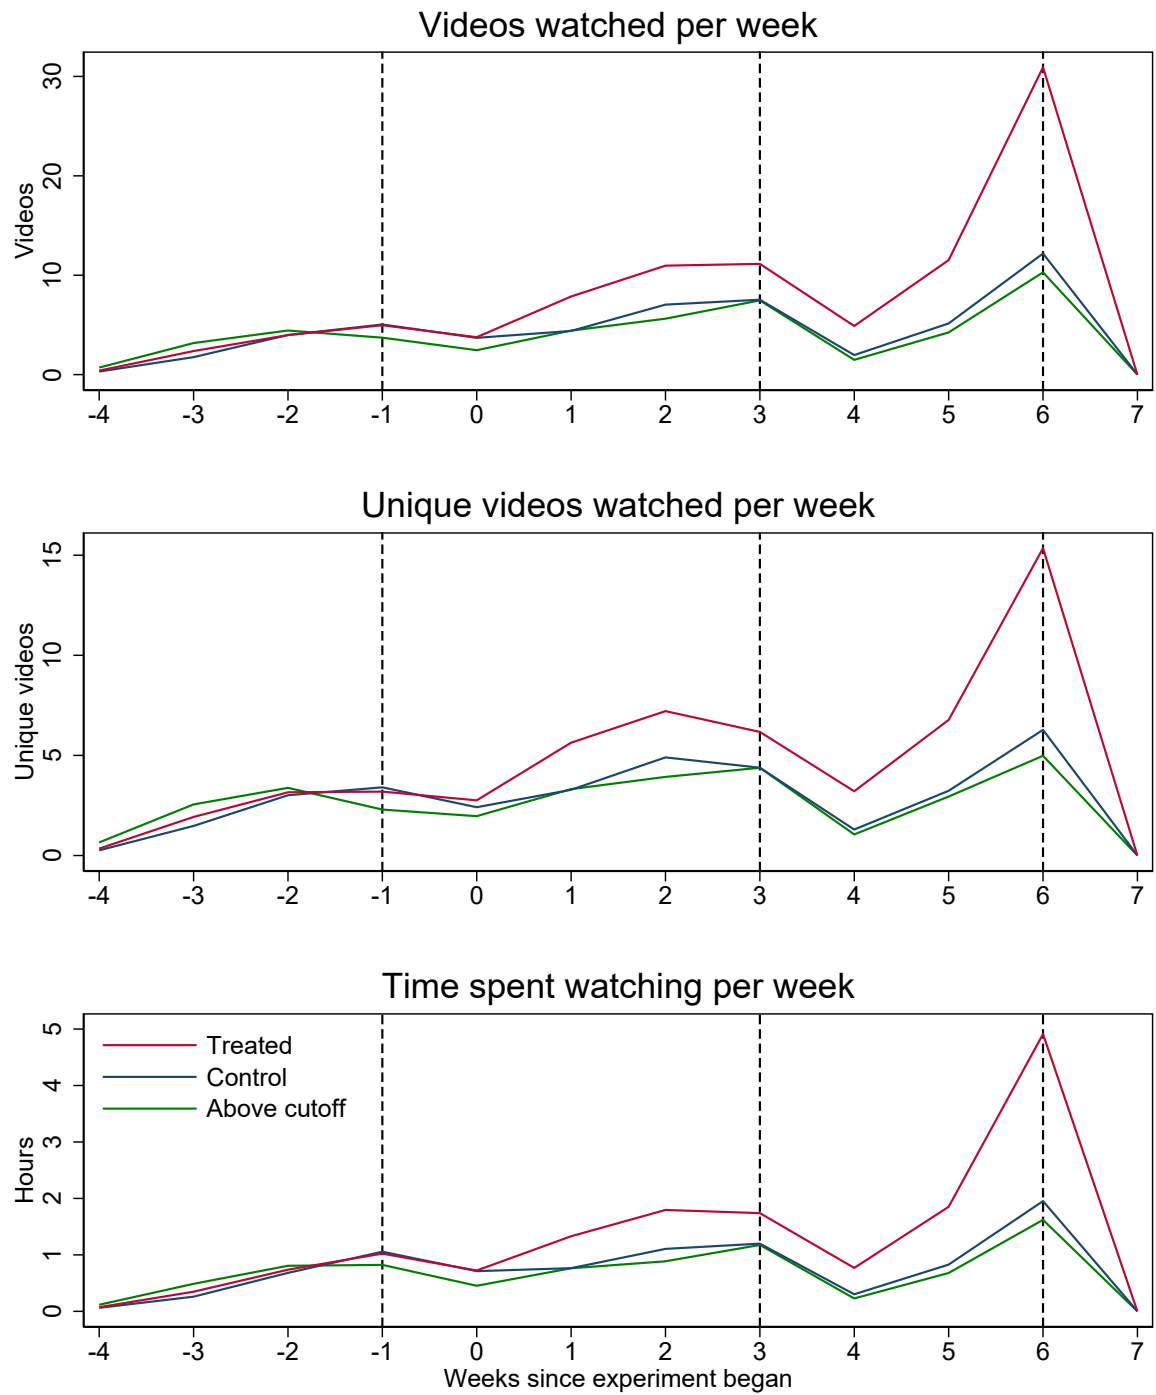 Videos watched per week
Videos
30
20
10
0
-4 -3 -2 -1 0 1 2 3 4 5 6 7
Unique videos watched per week
Unique videos
15
10
5
0
-4 -3 -2 -1 0 1 2 3 4 5 6 7
Time spent watching per week
Hours
5
4
3
2
1
0
Treated
Control
Above cutoff
-4 -3 -2 -1 0 1 2 3 4 5 6 7
Weeks since experiment began